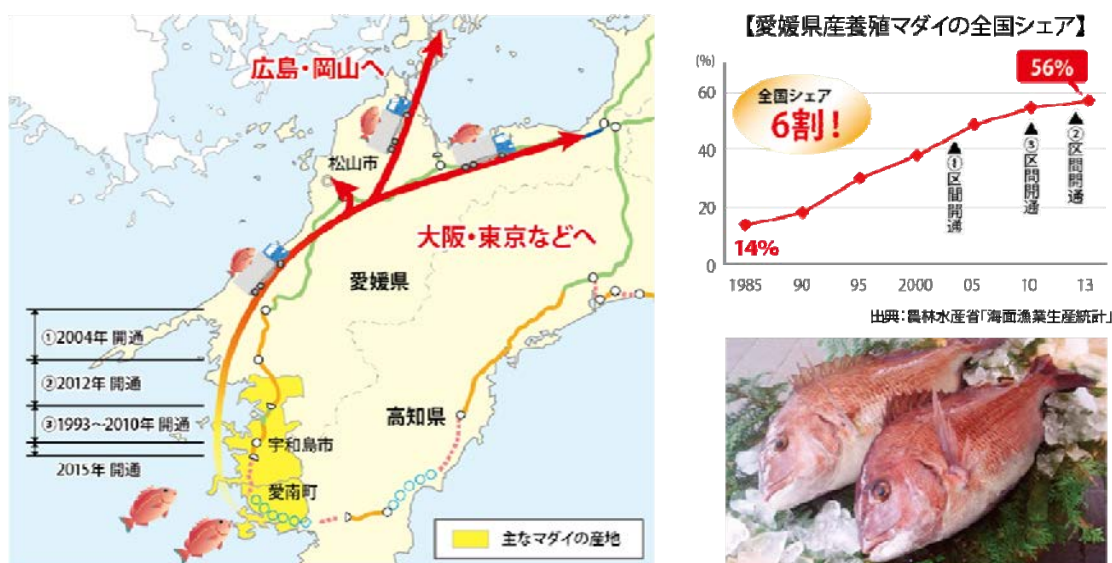 広島・岡山へ
松山市
大阪・東京などへ
愛媛県
①2004年 開通
②2012年 開通
③1993〜2010年 開通
2015年 開通
高知県
宇和島市
愛南町
主なマダイの産地
【愛媛県産養殖マダイの全国シェア】
(%)
56%
60
全国シェア
6割!
40
①区間開通
③区間開通
②区間開通
20
14%
0
1985
90
95
2000
05
10
13
出典:農林水産省「海面漁業生産統計」